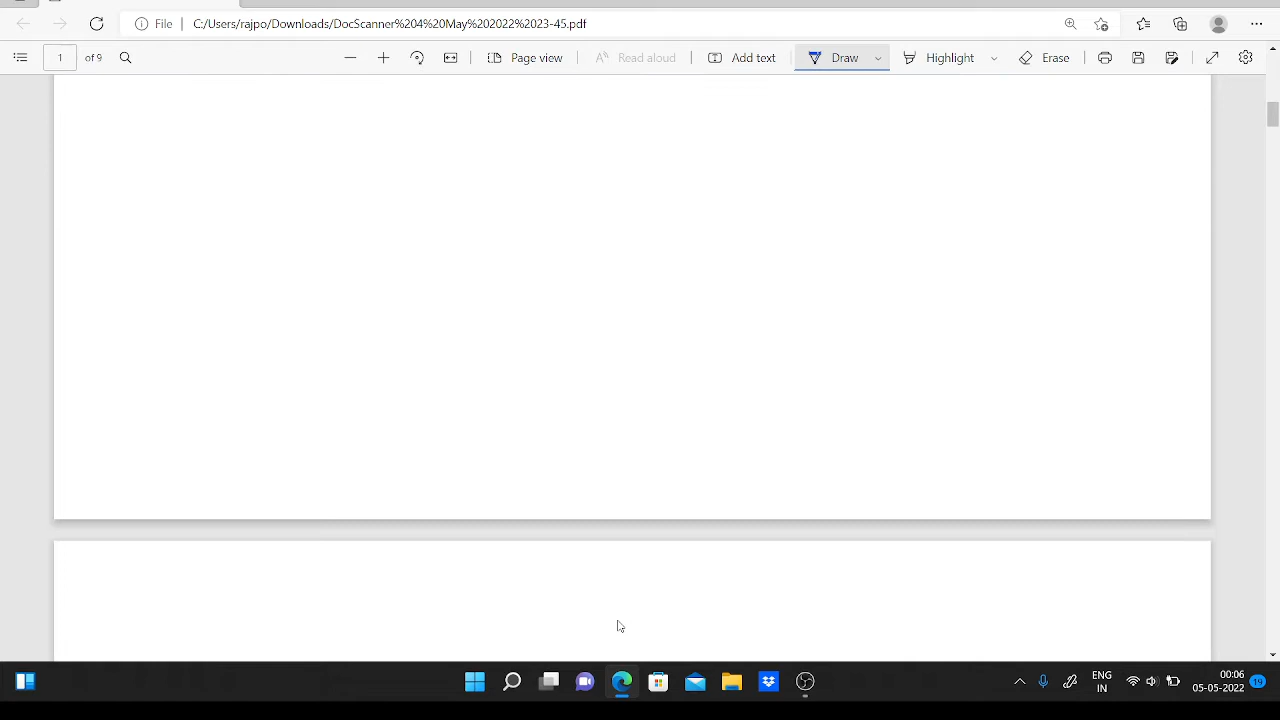 File C:/Users/rajpo/Downloads/DocScanner%204%20May%202022%2023-45.pdf
1 of 9 Page view Read aloud Add text Draw Highlight Erase
ENG
IN
00:06
05-05-2022
19